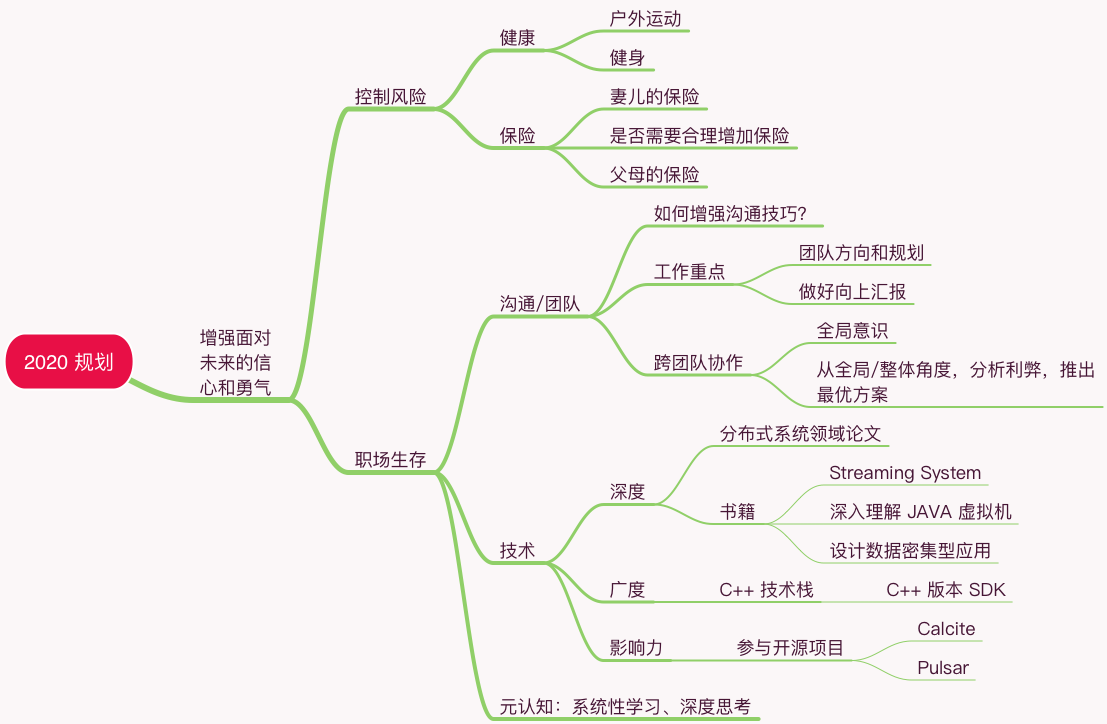 2020 规划
增强面对
未来的信
心和勇气
控制风险
健康
户外运动
健身
保险
妻儿的保险
是否需要合理增加保险
父母的保险
职场生存
沟通/团队
如何增强沟通技巧?
工作重点
团队方向和规划
做好向上汇报
跨团队协作
全局意识
从全局/整体角度，分析利弊，推出
最优方案
技术
深度
分布式系统领域论文
书籍
Streaming System
深入理解 JAVA 虚拟机
设计数据密集型应用
广度
C++ 技术栈
C++ 版本 SDK
影响力
参与开源项目
Calcite
Pulsar
元认知：系统性学习、深度思考